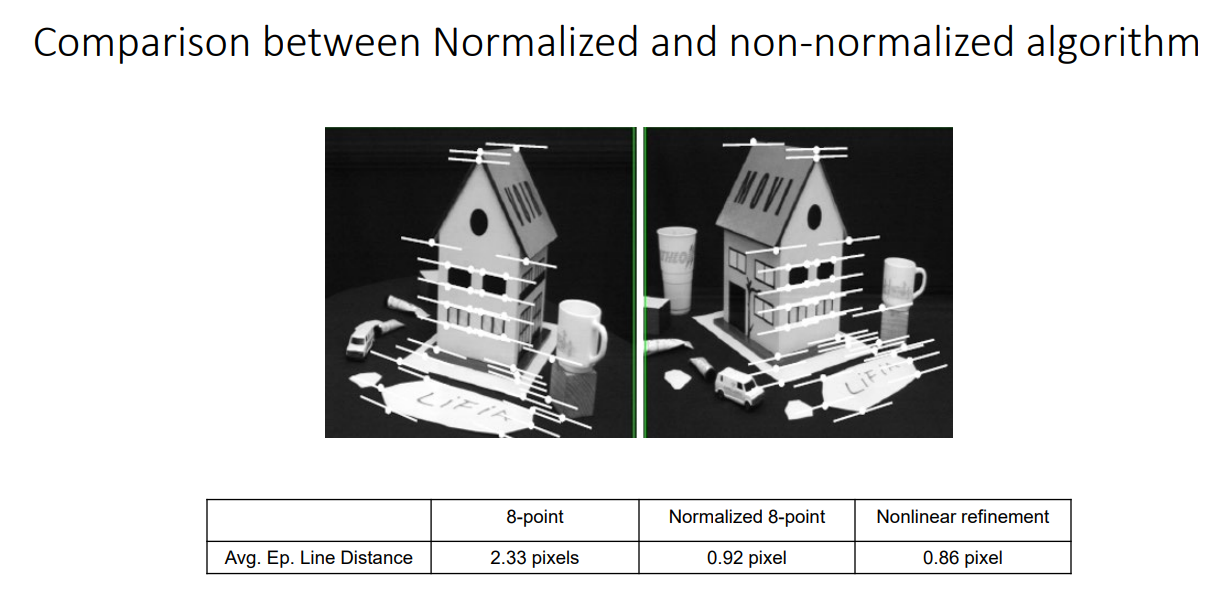 Comparison between Normalized and non-normalized algorithm
MOVI
LiFiA
LiFiA
8-point Normalized 8-point Nonlinear refinement
Avg. Ep. Line Distance 2.33 pixels 0.92 pixel 0.86 pixel